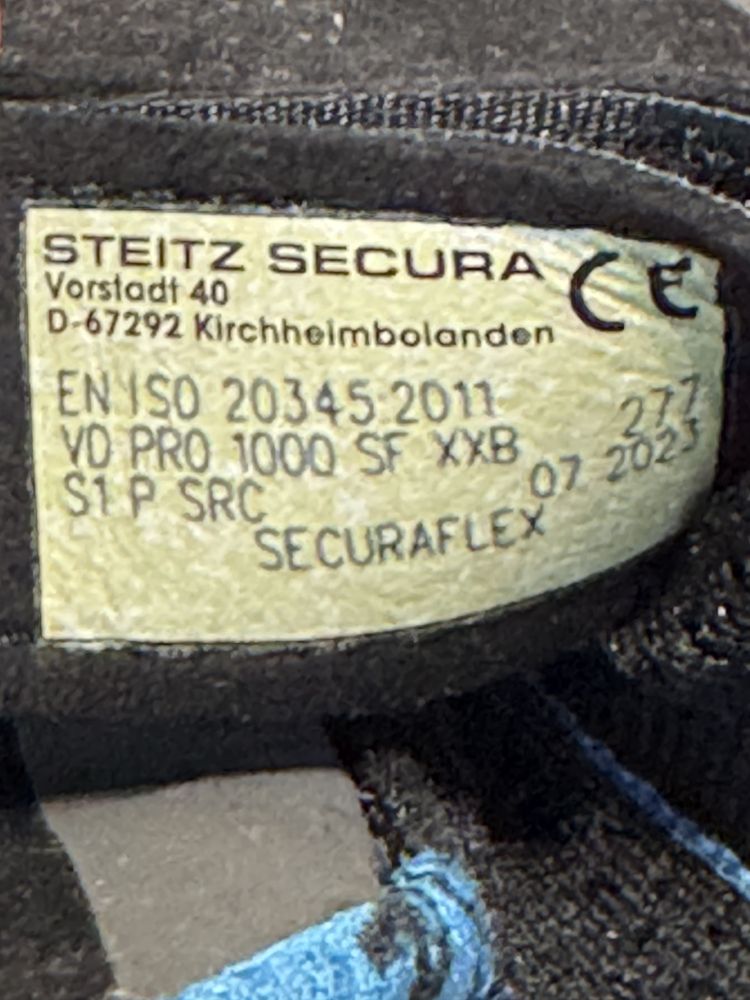 STEITZ SECURA CE
Vorstadt 40
D-67292 Kirchheimbolanden
EN ISO 20345:2011 277
VD PRO 1000 SF XXB 07 2023
S1 P SRC
SECURAFLEX